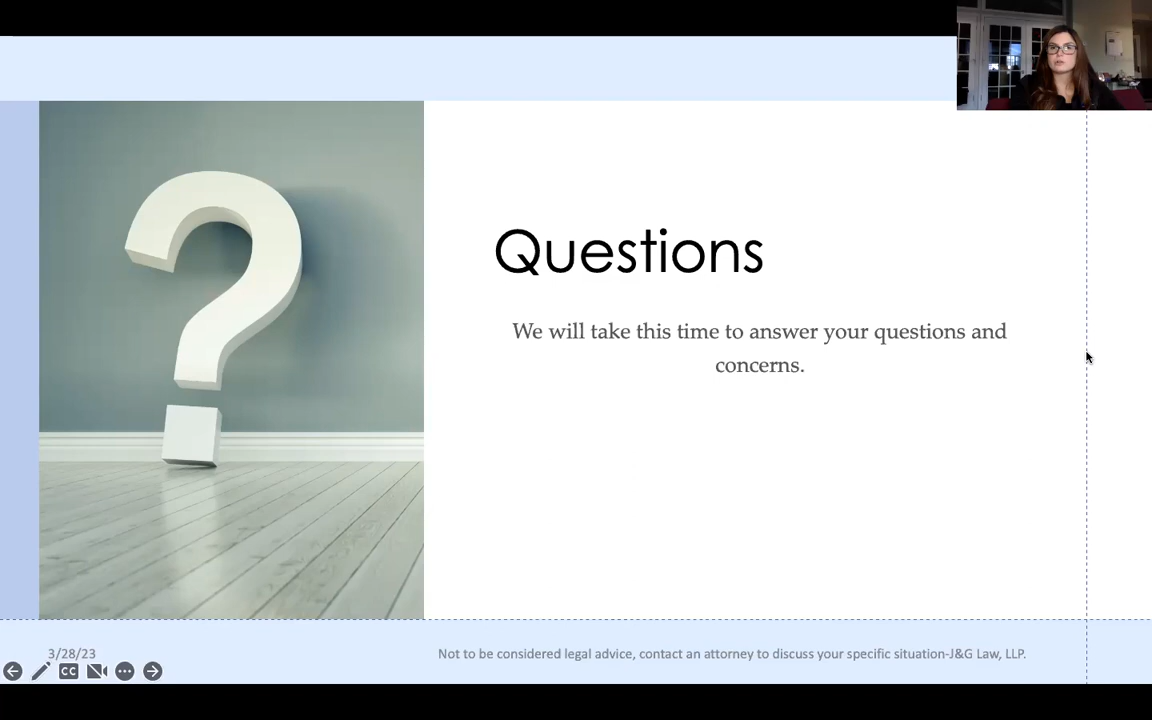 Questions
We will take this time to answer your questions and
concerns.
3/28/23
Not to be considered legal advice, contact an attorney to discuss your specific situation-J&G Law, LLP.
CC